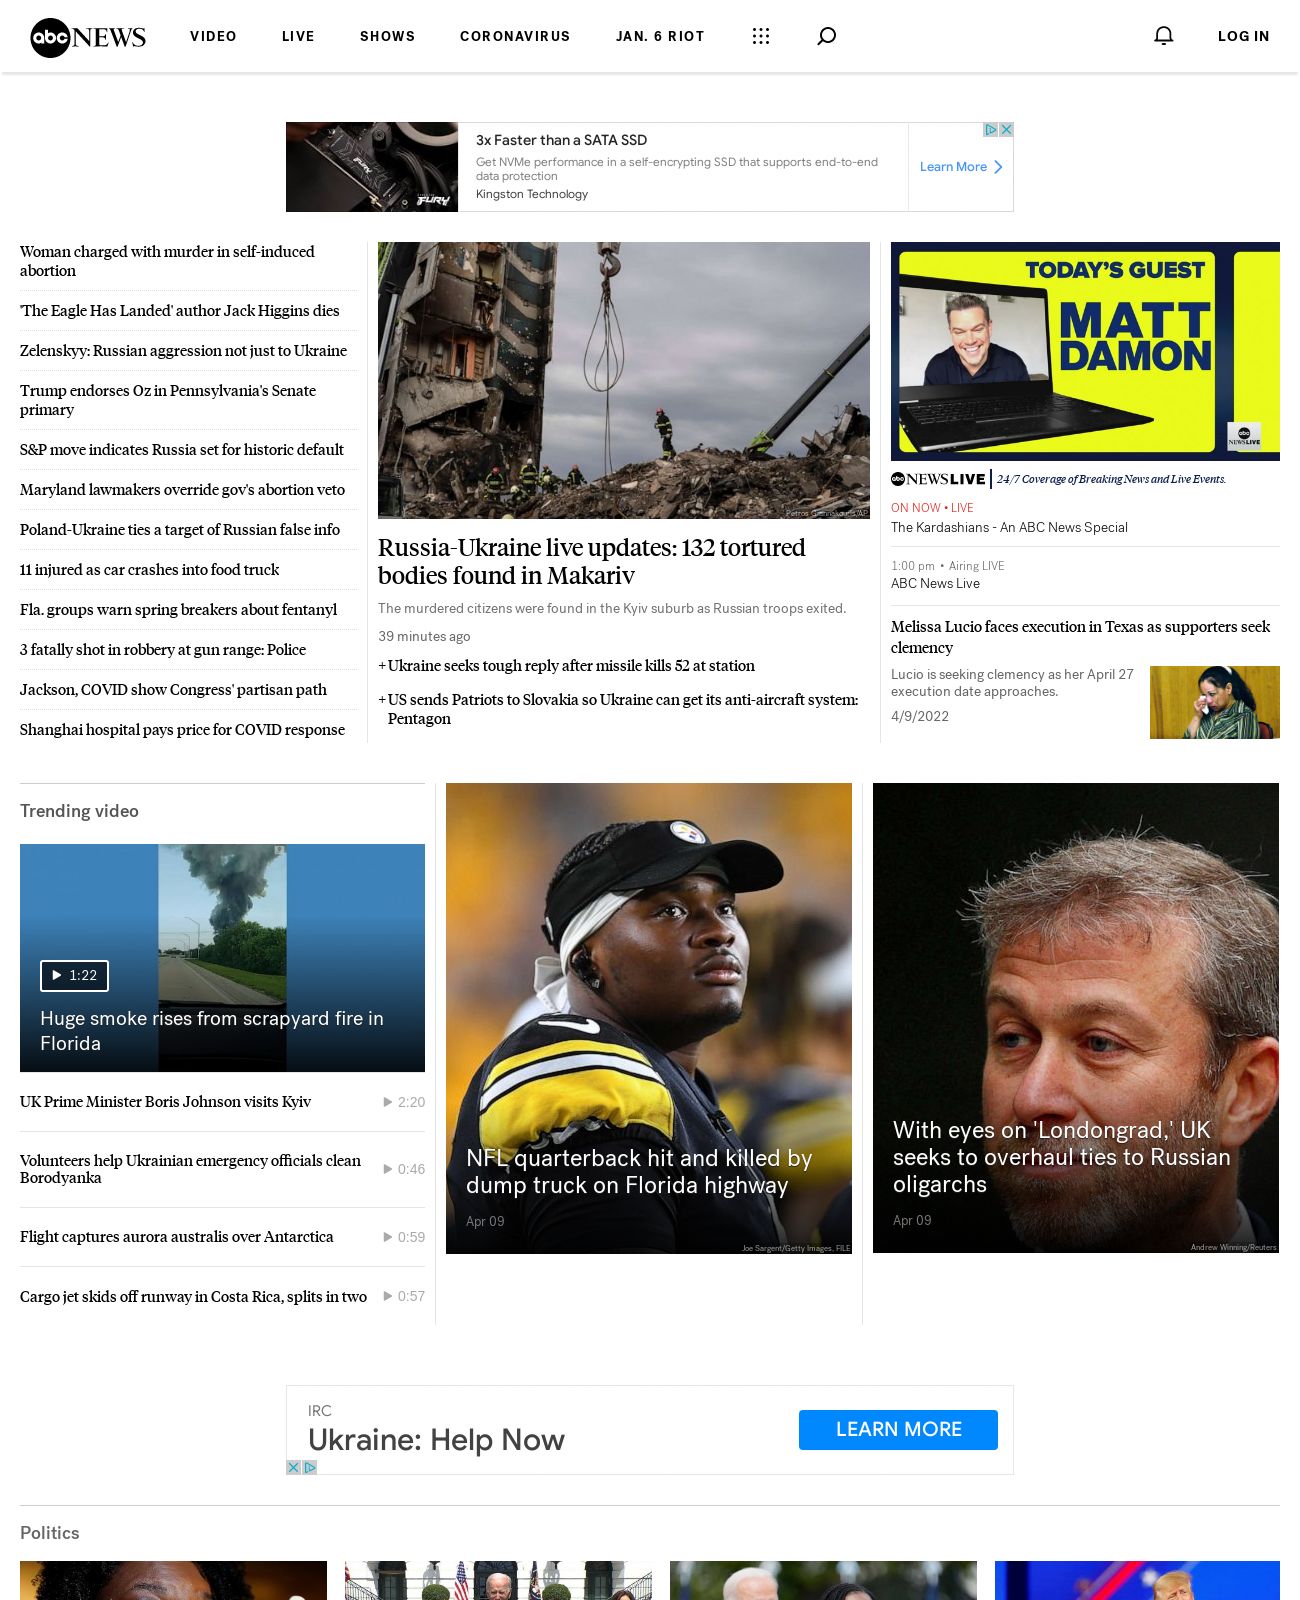 abc NEWS
VIDEO
LIVE
SHOWS
CORONAVIRUS
JAN. 6 RIOT
LOG IN
3x Faster than a SATA SSD
Get NVMe performance in a self-encrypting SSD that supports end-to-end
data protection
Kingston Technology
Learn More
FURY
Woman charged with murder in self-induced
abortion
'The Eagle Has Landed' author Jack Higgins dies
Zelenskyy: Russian aggression not just to Ukraine
Trump endorses Oz in Pennsylvania's Senate
primary
S&P move indicates Russia set for historic default
Maryland lawmakers override gov's abortion veto
Poland-Ukraine ties a target of Russian false info
11 injured as car crashes into food truck
Fla. groups warn spring breakers about fentanyl
3 fatally shot in robbery at gun range: Police
Jackson, COVID show Congress' partisan path
Shanghai hospital pays price for COVID response
Petros Giannakouris/AP
Russia-Ukraine live updates: 132 tortured
bodies found in Makariv
The murdered citizens were found in the Kyiv suburb as Russian troops exited.
39 minutes ago
+ Ukraine seeks tough reply after missile kills 52 at station
+ US sends Patriots to Slovakia so Ukraine can get its anti-aircraft system:
Pentagon
TODAY'S GUEST
MATT
DAMON
abc
NEWS LIVE
abc NEWS LIVE 24/7 Coverage of Breaking News and Live Events.
ON NOW • LIVE
The Kardashians - An ABC News Special
1:00 pm • Airing LIVE
ABC News Live
Melissa Lucio faces execution in Texas as supporters seek
clemency
Lucio is seeking clemency as her April 27
execution date approaches.
4/9/2022
Trending video
1:22
Huge smoke rises from scrapyard fire in
Florida
UK Prime Minister Boris Johnson visits Kyiv 2:20
Volunteers help Ukrainian emergency officials clean
Borodyanka 0:46
Flight captures aurora australis over Antarctica 0:59
Cargo jet skids off runway in Costa Rica, splits in two 0:57
NFL quarterback hit and killed by
dump truck on Florida highway
Apr 09
Joe Sargent/Getty Images, FILE
With eyes on 'Londongrad,' UK
seeks to overhaul ties to Russian
oligarchs
Apr 09
Andrew Winning/Reuters
IRC
Ukraine: Help Now
LEARN MORE
Politics